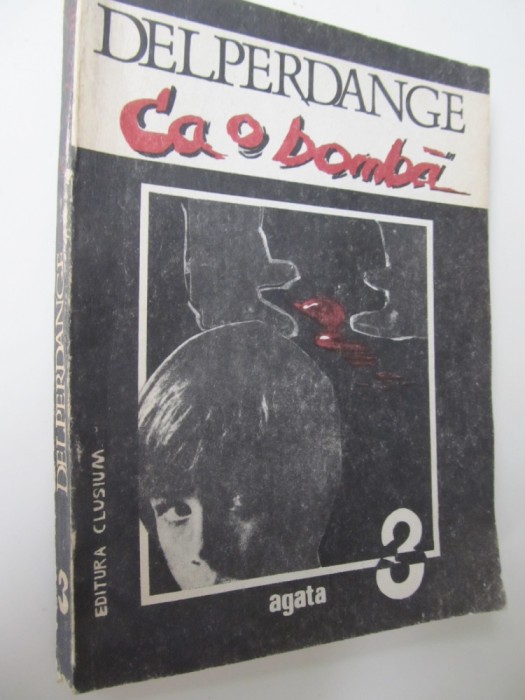 DELPERDANGE
Ca o bombă
3
agata
EDITURA CLUSIUM
DELPERDANGE
3